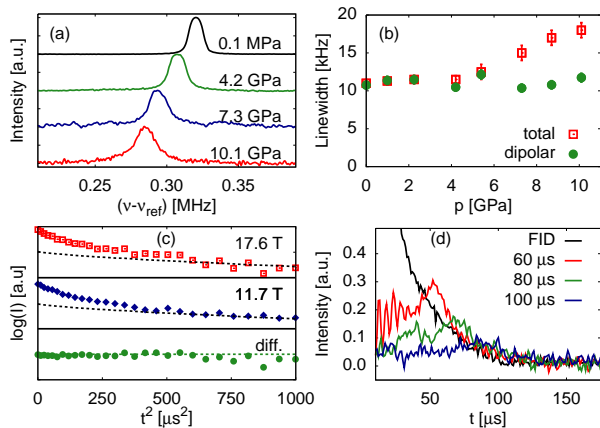 (a)
0.1 MPa
4.2 GPa
7.3 GPa
10.1 GPa
Intensity [a.u.]
0.25 0.30 0.35
(ν-νref) [MHz]
(b)
25
20
15
10
5
0
Linewidth [kHz]
total
dipolar
0 2 4 6 8 10
p [GPa]
(c)
17.6 T
11.7 T
diff.
log(I) [a.u]
0 250 500 750 1000
t² [μs²]
(d)
FID
60 μs
80 μs
100 μs
0.4
0.3
0.2
0.1
0.0
Intensity [a.u.]
50 100 150
t [μs]